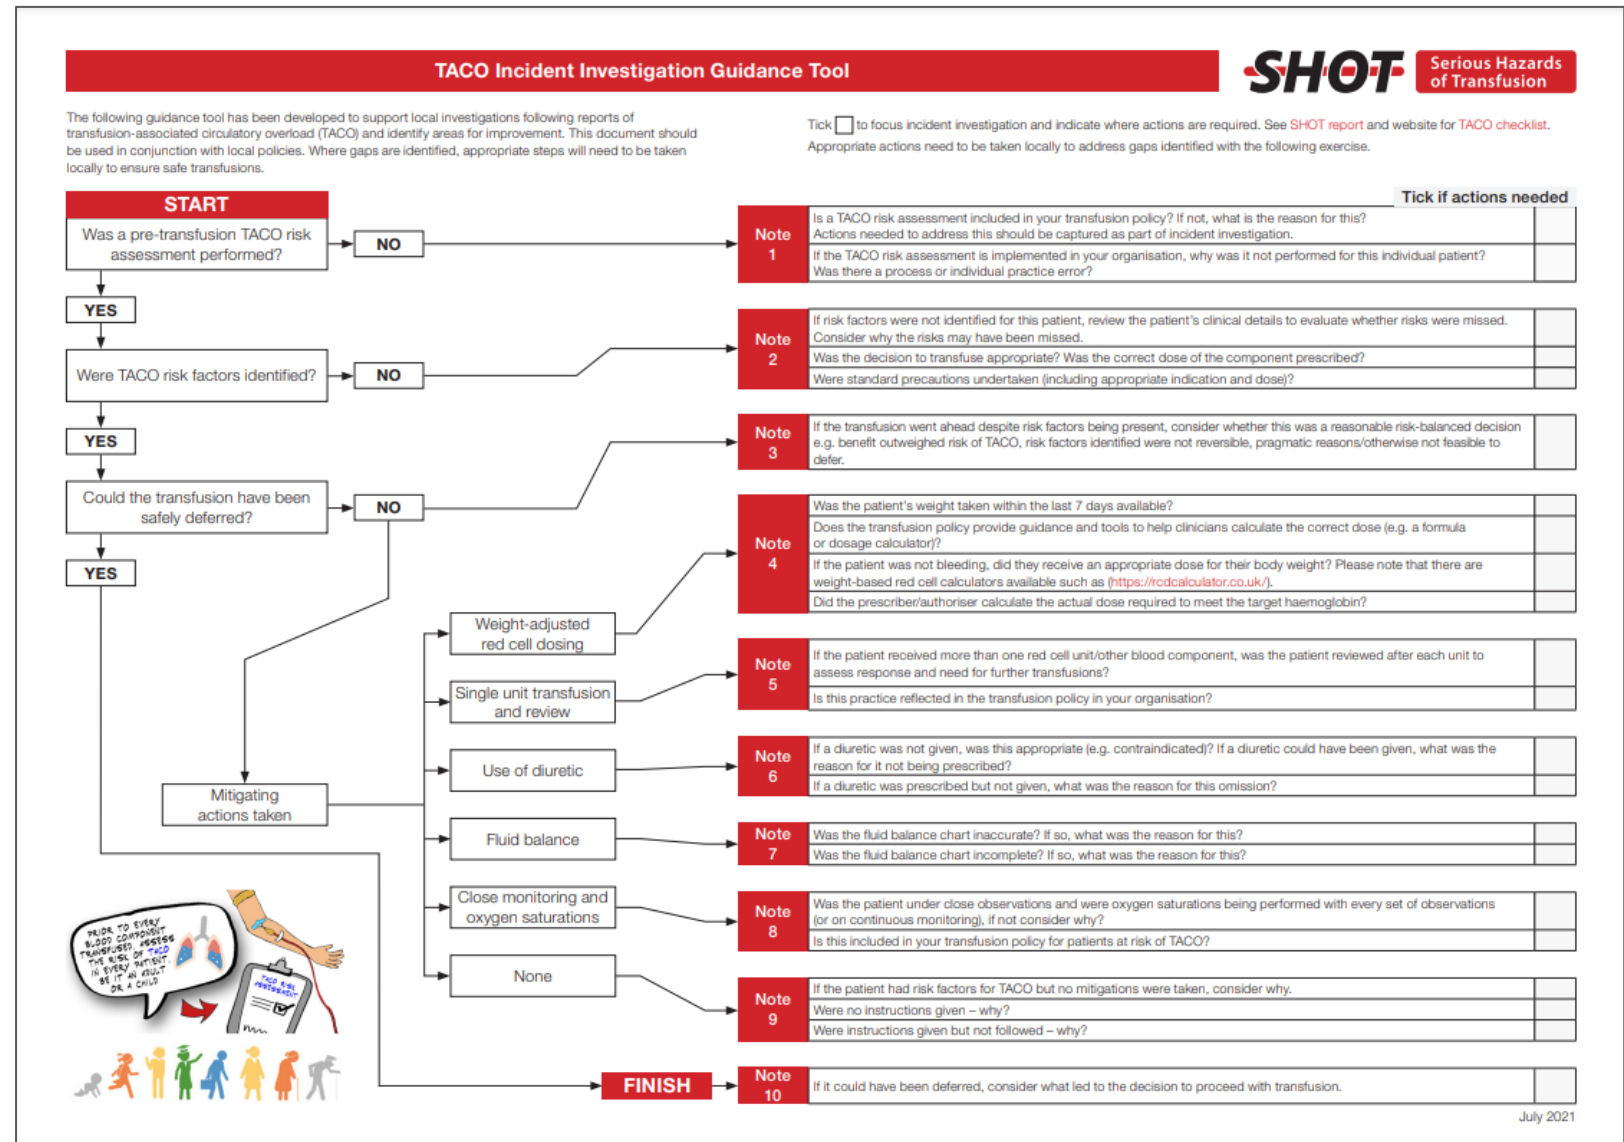 TACO Incident Investigation Guidance Tool
SHOT
Serious Hazards
of Transfusion
The following guidance tool has been developed to support local investigations following reports of
transfusion-associated circulatory overload (TACO) and identify areas for improvement. This document should
be used in conjunction with local policies. Where gaps are identified, appropriate steps will need to be taken
locally to ensure safe transfusions.
Tick to focus incident investigation and indicate where actions are required. See SHOT report and website for TACO checklist.
Appropriate actions need to be taken locally to address gaps identified with the following exercise.
Tick if actions needed
START
Was a pre-transfusion TACO risk
assessment performed?
NO
YES
Were TACO risk factors identified?
NO
YES
Could the transfusion have been
safely deferred?
NO
YES
Mitigating
actions taken
Weight-adjusted
red cell dosing
Single unit transfusion
and review
Use of diuretic
Fluid balance
Close monitoring and
oxygen saturations
None
FINISH
Note
1
Is a TACO risk assessment included in your transfusion policy? If not, what is the reason for this?
Actions needed to address this should be captured as part of incident investigation.
If the TACO risk assessment is implemented in your organisation, why was it not performed for this individual patient?
Was there a process or individual practice error?
Note
2
If risk factors were not identified for this patient, review the patient's clinical details to evaluate whether risks were missed.
Consider why the risks may have been missed.
Was the decision to transfuse appropriate? Was the correct dose of the component prescribed?
Were standard precautions undertaken (including appropriate indication and dose)?
Note
3
If the transfusion went ahead despite risk factors being present, consider whether this was a reasonable risk-balanced decision
e.g. benefit outweighed risk of TACO, risk factors identified were not reversible, pragmatic reasons/otherwise not feasible to
defer.
Note
4
Was the patient's weight taken within the last 7 days available?
Does the transfusion policy provide guidance and tools to help clinicians calculate the correct dose (e.g. a formula
or dosage calculator)?
If the patient was not bleeding, did they receive an appropriate dose for their body weight? Please note that there are
weight-based red cell calculators available such as (https://rcdcalculator.co.uk/).
Did the prescriber/authoriser calculate the actual dose required to meet the target haemoglobin?
Note
5
If the patient received more than one red cell unit/other blood component, was the patient reviewed after each unit to
assess response and need for further transfusions?
Is this practice reflected in the transfusion policy in your organisation?
Note
6
If a diuretic was not given, was this appropriate (e.g. contraindicated)? If a diuretic could have been given, what was the
reason for it not being prescribed?
If a diuretic was prescribed but not given, what was the reason for this omission?
Note
7
Was the fluid balance chart inaccurate? If so, what was the reason for this?
Was the fluid balance chart incomplete? If so, what was the reason for this?
Note
8
Was the patient under close observations and were oxygen saturations being performed with every set of observations
(or on continuous monitoring), if not consider why?
Is this included in your transfusion policy for patients at risk of TACO?
Note
9
If the patient had risk factors for TACO but no mitigations were taken, consider why.
Were no instructions given – why?
Were instructions given but not followed – why?
Note
10
If it could have been deferred, consider what led to the decision to proceed with transfusion.
PRIOR TO EVERY
BLOOD COMPONENT
TRANSFUSED, ASSESS
THE RISK OF TACO
IN EVERY PATIENT,
BE IT AN ADULT
OR A CHILD
TACO RISK
ASSESSMENT
July 2021